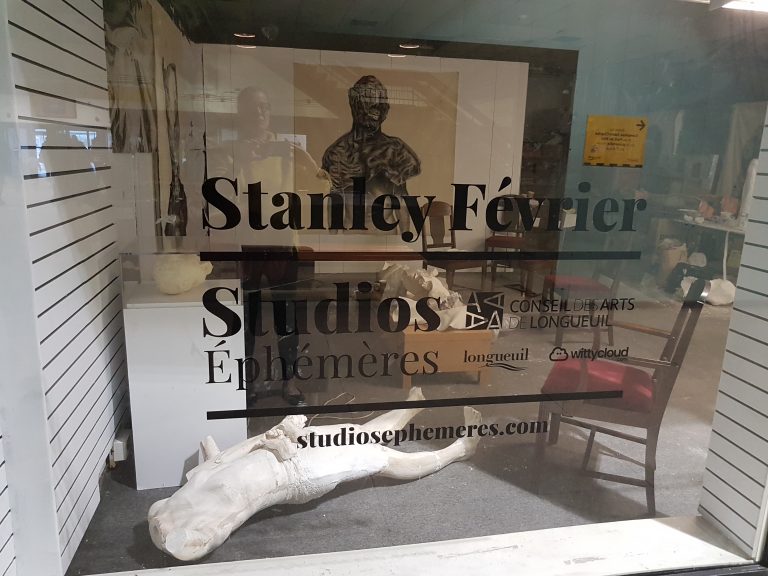 Stanley Février
Studios
Éphémères
CONSEIL DES ARTS
DE LONGUEUIL
longueuil
wittycloud
studiosephemeres.com